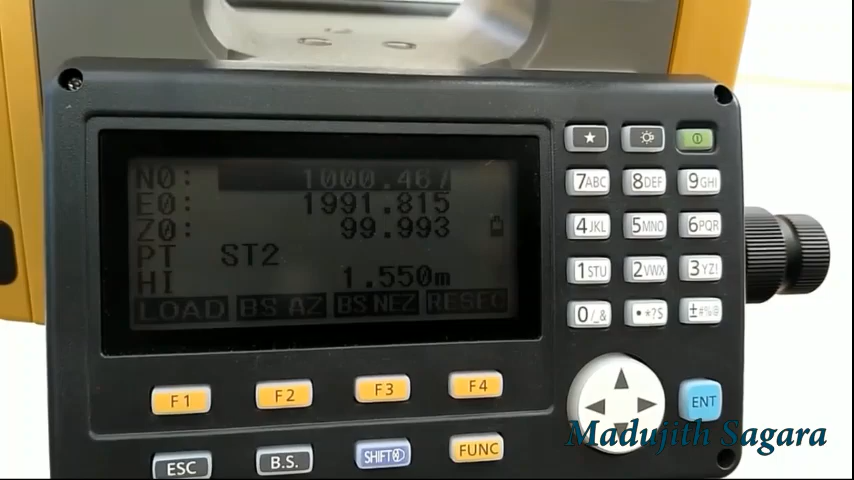 N0: 1000.467
E0: 1991.815
Z0: 99.993
PT ST2
HI 1.550m
LOAD BS AZ BS NEZ RESEC
7ABC 8DEF 9GHI
4JKL 5MNO 6PQR
1STU 2VWX 3YZ!
0/_& •*?S ±#%@
F1 F2 F3 F4
ENT
ESC B.S. SHIFT FUNC
Madujith Sagara